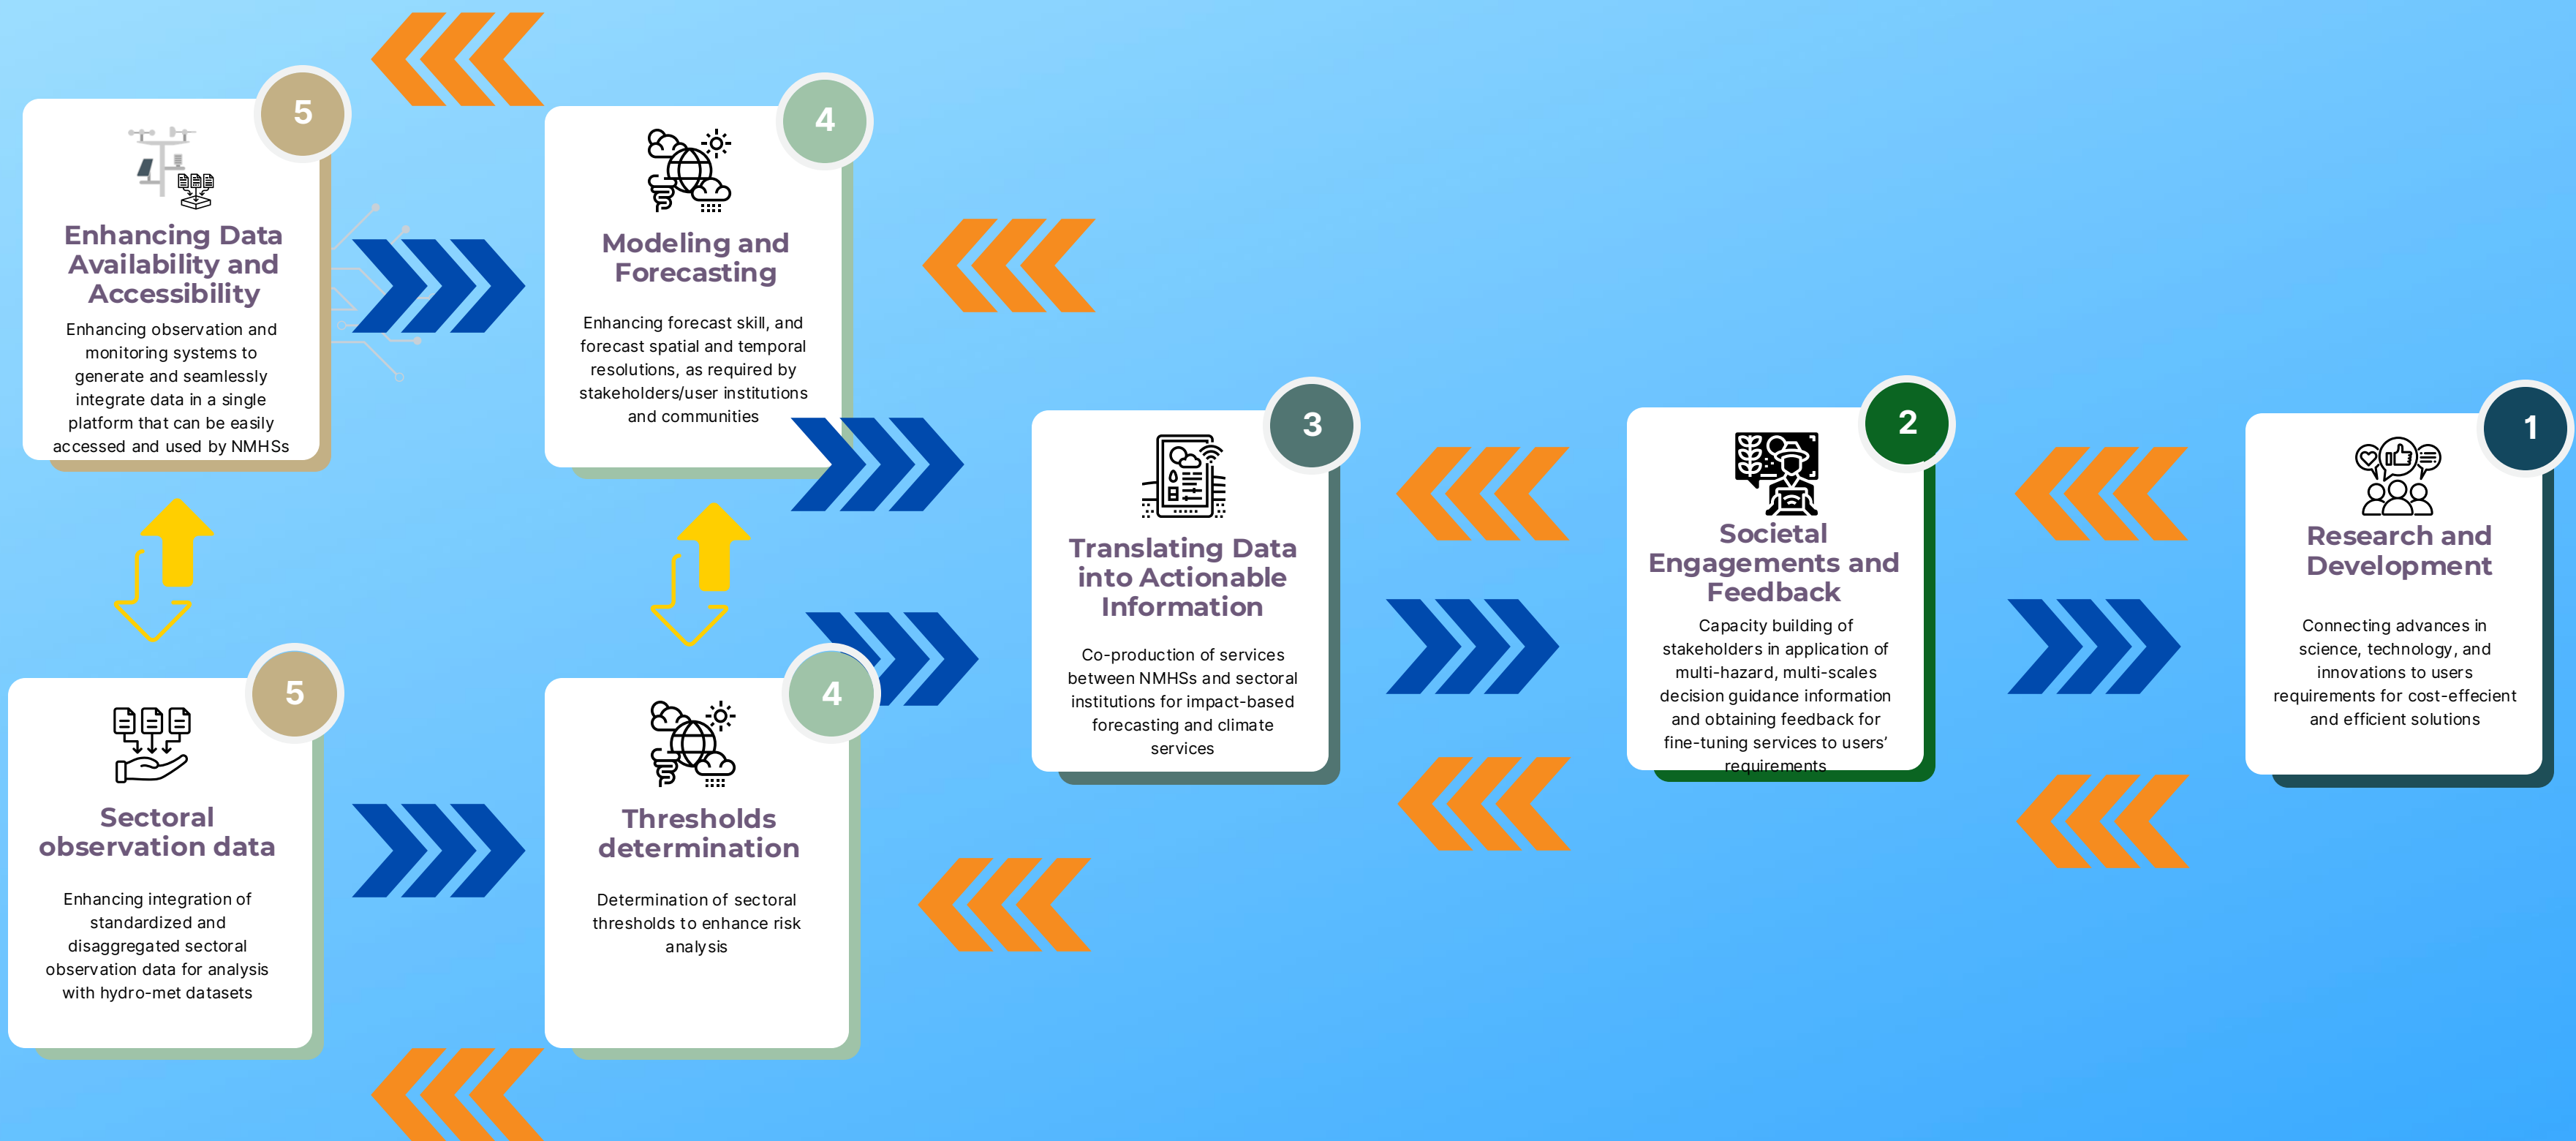 5
Enhancing Data
Availability and
Accessibility
Enhancing observation and
monitoring systems to
generate and seamlessly
integrate data in a single
platform that can be easily
accessed and used by NMHSs
4
Modeling and
Forecasting
Enhancing forecast skill, and
forecast spatial and temporal
resolutions, as required by
stakeholders/user institutions
and communities
5
Sectoral
observation data
Enhancing integration of
standardized and
disaggregated sectoral
observation data for analysis
with hydro-met datasets
4
Thresholds
determination
Determination of sectoral
thresholds to enhance risk
analysis
3
Translating Data
into Actionable
Information
Co-production of services
between NMHSs and sectoral
institutions for impact-based
forecasting and climate
services
2
Societal
Engagements and
Feedback
Capacity building of
stakeholders in application of
multi-hazard, multi-scales
decision guidance information
and obtaining feedback for
fine-tuning services to users’
requirements
1
Research and
Development
Connecting advances in
science, technology, and
innovations to users
requirements for cost-effecient
and efficient solutions